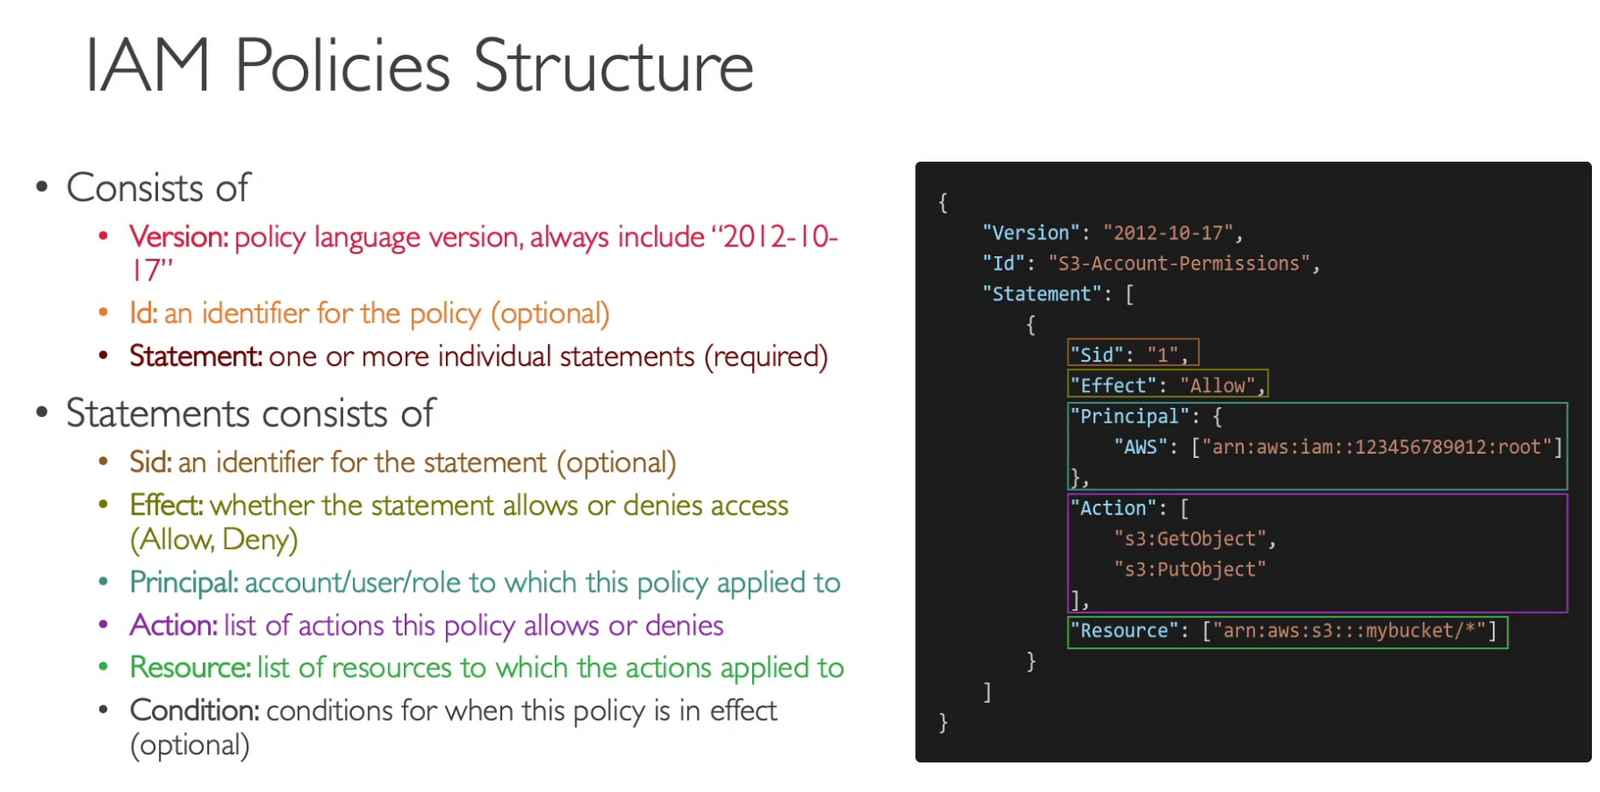 IAM Policies Structure
• Consists of
• Version: policy language version, always include “2012-10-
17”
• Id: an identifier for the policy (optional)
• Statement: one or more individual statements (required)
• Statements consists of
• Sid: an identifier for the statement (optional)
• Effect: whether the statement allows or denies access
(Allow, Deny)
• Principal: account/user/role to which this policy applied to
• Action: list of actions this policy allows or denies
• Resource: list of resources to which the actions applied to
• Condition: conditions for when this policy is in effect
(optional)
{
    "Version": "2012-10-17",
    "Id": "S3-Account-Permissions",
    "Statement": [
        {
            "Sid": "1",
            "Effect": "Allow",
            "Principal": {
                "AWS": ["arn:aws:iam::123456789012:root"]
            },
            "Action": [
                "s3:GetObject",
                "s3:PutObject"
            ],
            "Resource": ["arn:aws:s3:::mybucket/*"]
        }
    ]
}